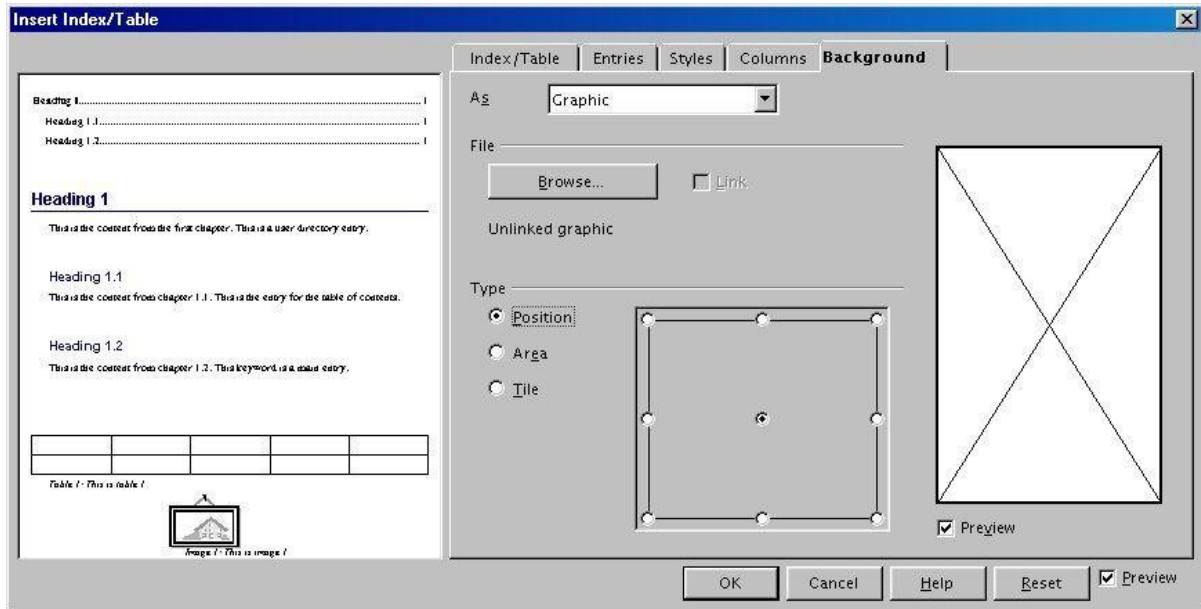 Insert Index/Table
Index/Table Entries Styles Columns Background
Heading 1 1
Heading 1.1 1
Heading 1.2 1
Heading 1
This is the content from the first chapter. This is a user directory entry.
Heading 1.1
This is the content from chapter 1.1. This is the entry for the table of contents.
Heading 1.2
This is the content from chapter 1.2. This keyword is a main entry.
Table 1: This is table 1
Image 1: This is image 1
As Graphic
File
Browse... Link
Unlinked graphic
Type
Position
Area
Tile
Preview
OK Cancel Help Reset Preview